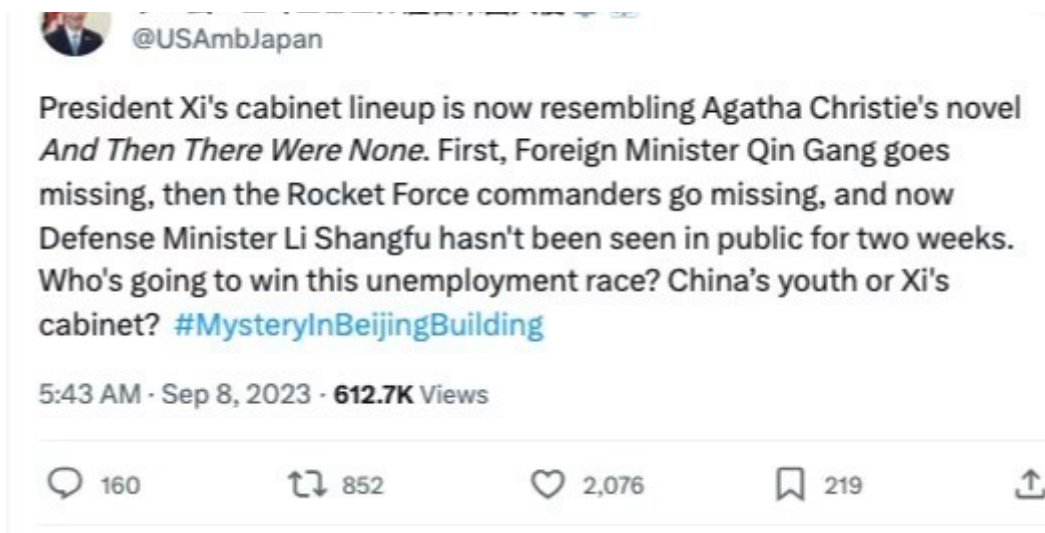 @USAmbJapan
President Xi's cabinet lineup is now resembling Agatha Christie's novel
And Then There Were None. First, Foreign Minister Qin Gang goes
missing, then the Rocket Force commanders go missing, and now
Defense Minister Li Shangfu hasn't been seen in public for two weeks.
Who's going to win this unemployment race? China’s youth or Xi's
cabinet? #MysteryInBeijingBuilding
5:43 AM · Sep 8, 2023 · 612.7K Views
160 852 2,076 219